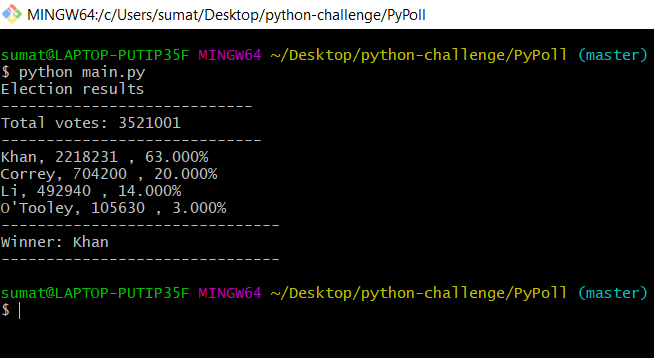 MINGW64:/c/Users/sumat/Desktop/python-challenge/PyPoll
sumat@LAPTOP-PUTIP35F MINGW64 ~/Desktop/python-challenge/PyPoll (master)
$ python main.py
Election results
----------------------------
Total votes: 3521001
-----------------------------
Khan, 2218231 , 63.000%
Correy, 704200 , 20.000%
Li, 492940 , 14.000%
O'Tooley, 105630 , 3.000%
-------------------------------
Winner: Khan
-------------------------------
sumat@LAPTOP-PUTIP35F MINGW64 ~/Desktop/python-challenge/PyPoll (master)
$